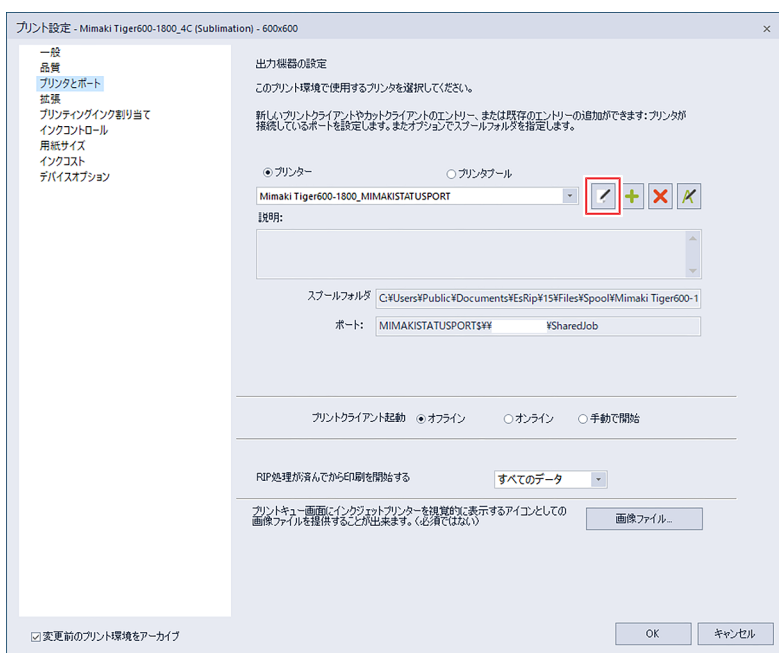 プリント設定 - Mimaki Tiger600-1800_4C (Sublimation) - 600x600
一般
品質
プリンタとポート
拡張
プリンティングインク割り当て
インクコントロール
用紙サイズ
インクコスト
デバイスオプション
出力機器の設定
このプリント環境で使用するプリンタを選択してください。
新しいプリントクライアントやカットクライアントのエントリー、または既存のエントリーの追加ができます:プリンタが
接続しているポートを設定します。またオプションでスプールフォルダを指定します。
プリンター プリンタプール
Mimaki Tiger600-1800_MIMAKISTATUSPORT
説明:
スプールフォルダ C:¥Users¥Public¥Documents¥EsRip¥15¥Files¥Spool¥Mimaki Tiger600-1
ポート: MIMAKISTATUSPORT$¥¥ ¥SharedJob
プリントクライアント起動 オフライン オンライン 手動で開始
RIP処理が済んでから印刷を開始する すべてのデータ
プリントキュー画面にインクジェットプリンターを視覚的に表示するアイコンとしての
画像ファイルを提供することが出来ます。(必須ではない)
画像ファイル...
変更前のプリント環境をアーカイブ
OK キャンセル